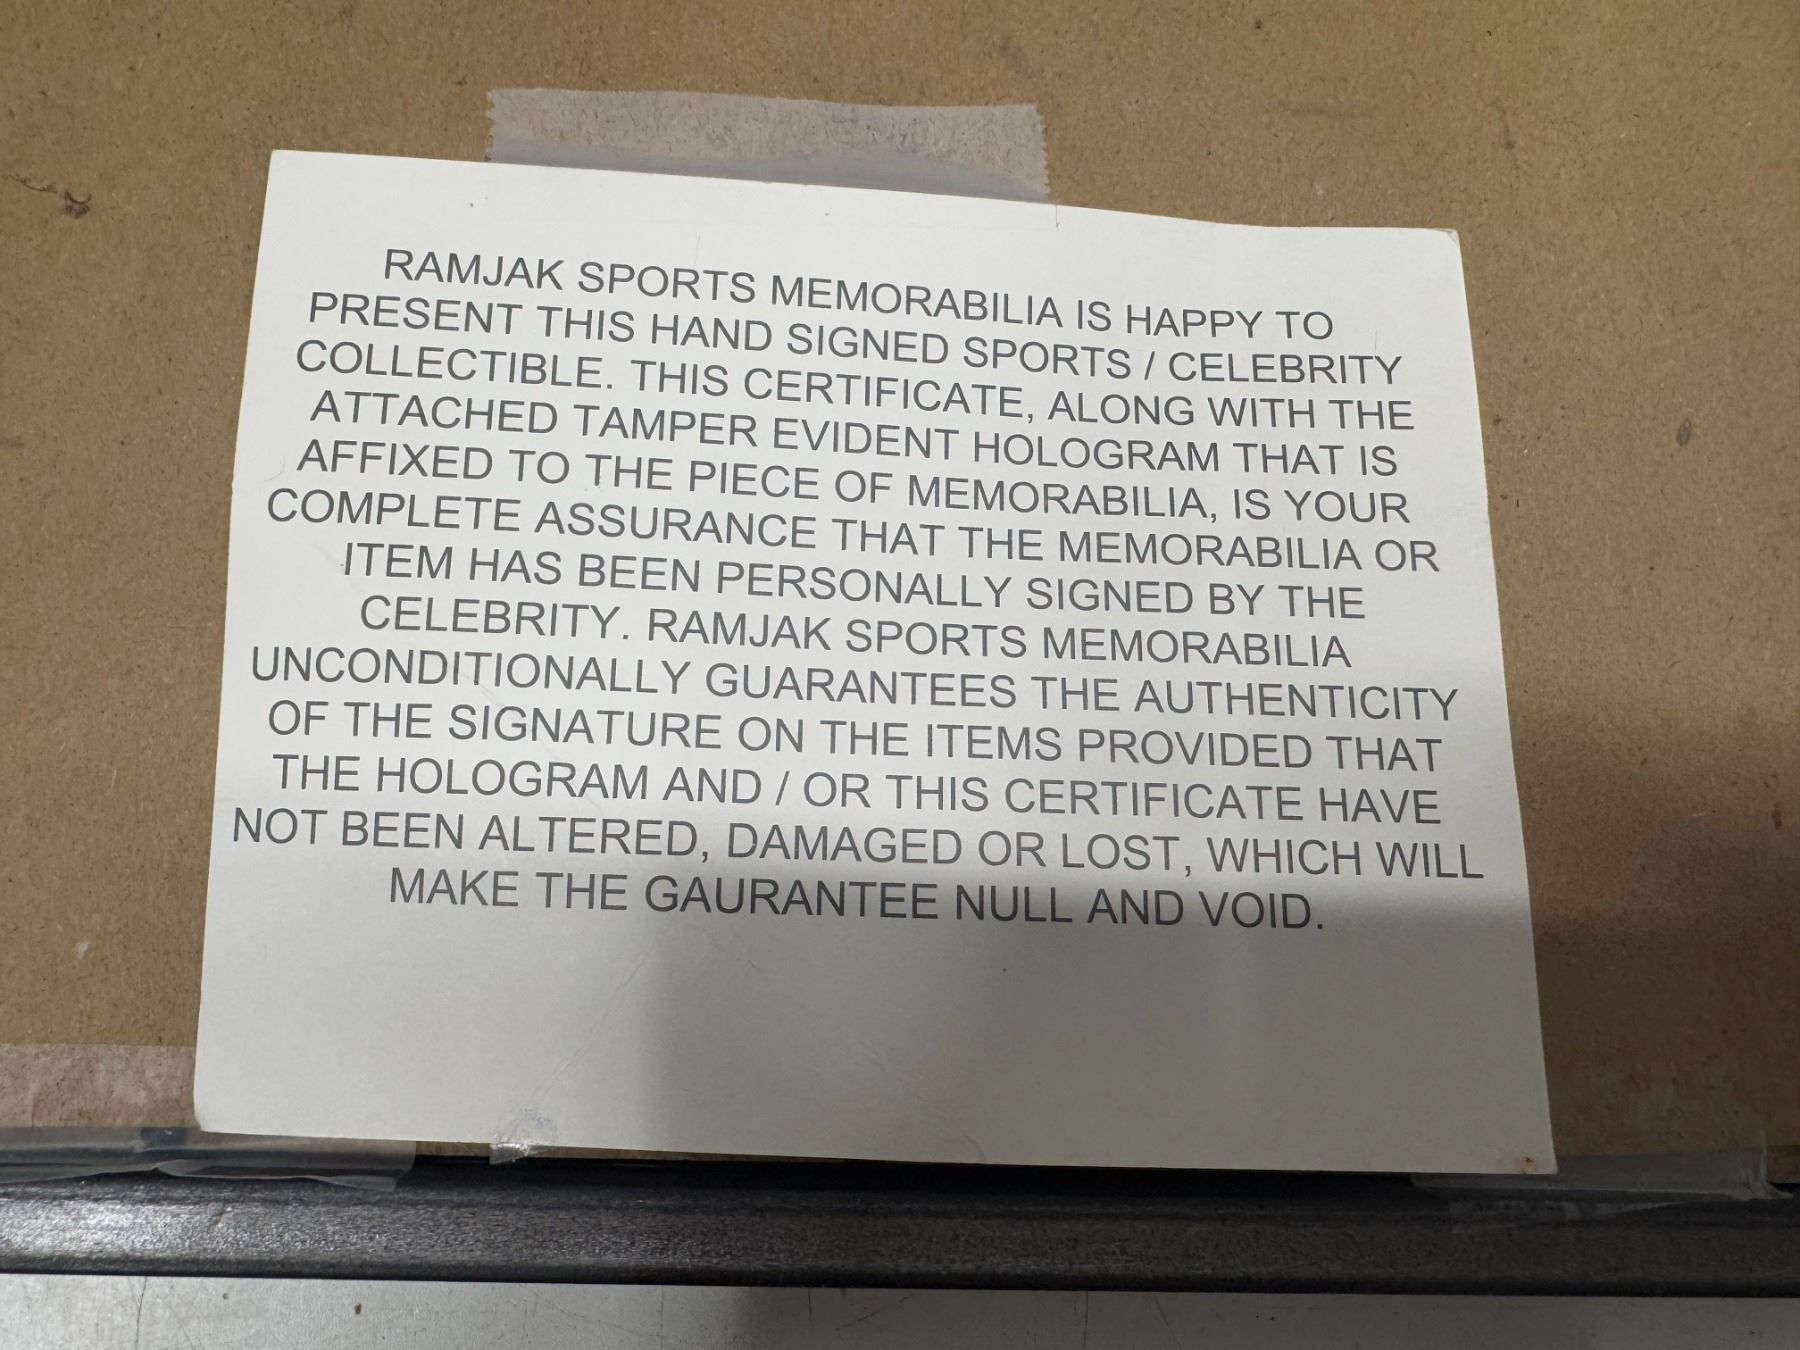 RAMJAK SPORTS MEMORABILIA IS HAPPY TO
PRESENT THIS HAND SIGNED SPORTS / CELEBRITY
COLLECTIBLE. THIS CERTIFICATE, ALONG WITH THE
ATTACHED TAMPER EVIDENT HOLOGRAM THAT IS
AFFIXED TO THE PIECE OF MEMORABILIA, IS YOUR
COMPLETE ASSURANCE THAT THE MEMORABILIA OR
ITEM HAS BEEN PERSONALLY SIGNED BY THE
CELEBRITY. RAMJAK SPORTS MEMORABILIA
UNCONDITIONALLY GUARANTEES THE AUTHENTICITY
OF THE SIGNATURE ON THE ITEMS PROVIDED THAT
THE HOLOGRAM AND / OR THIS CERTIFICATE HAVE
NOT BEEN ALTERED, DAMAGED OR LOST, WHICH WILL
MAKE THE GAURANTEE NULL AND VOID.